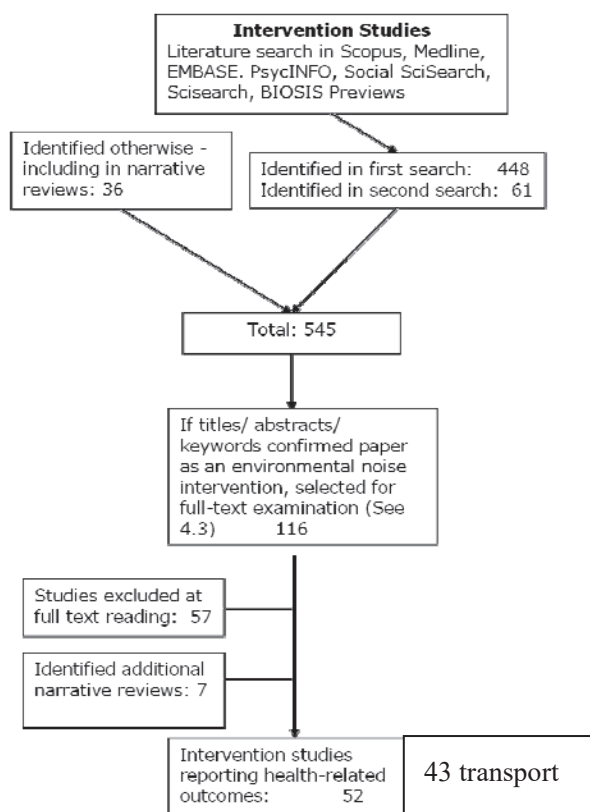 Intervention Studies
Literature search in Scopus, Medline,
EMBASE. PsycINFO, Social SciSearch,
Scisearch, BIOSIS Previews
Identified otherwise -
including in narrative
reviews: 36
Identified in first search: 448
Identified in second search: 61
Total: 545
If titles/ abstracts/
keywords confirmed paper
as an environmental noise
intervention, selected for
full-text examination (See
4.3) 116
Studies excluded at
full text reading: 57
Identified additional
narrative reviews: 7
Intervention studies
reporting health-related
outcomes: 52
43 transport